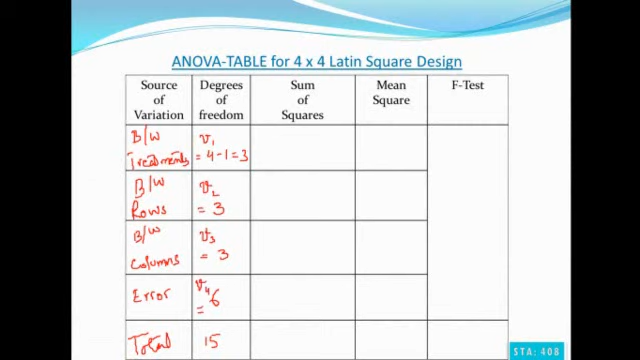 ANOVA-TABLE for 4 x 4 Latin Square Design
Source of Variation
Degrees of freedom
Sum of Squares
Mean Square
F-Test
B/W Treatments
v₁ = 4-1=3
B/W Rows
v₂ = 3
B/W Columns
v₃ = 3
Error
v₄ = 6
Total
15
STA: 408